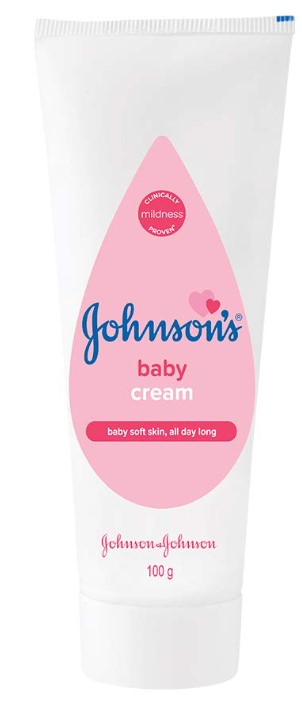 CLINICALLY
mildness
PROVEN*
Johnson's®
baby
cream
baby soft skin, all day long
Johnson & Johnson
100 g